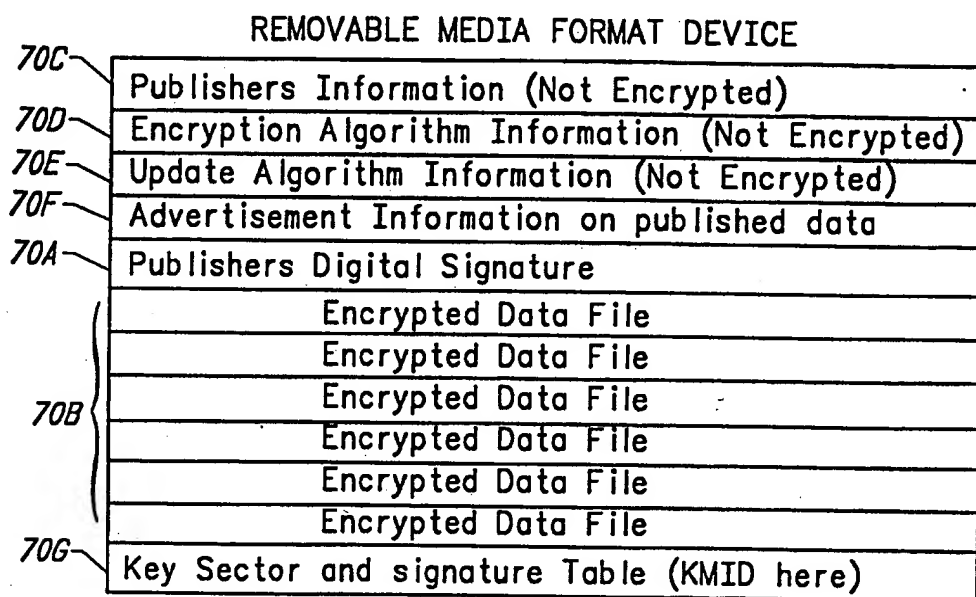 REMOVABLE MEDIA FORMAT DEVICE
70C Publishers Information (Not Encrypted)
70D Encryption Algorithm Information (Not Encrypted)
70E Update Algorithm Information (Not Encrypted)
70F Advertisement Information on published data
70A Publishers Digital Signature
Encrypted Data File
Encrypted Data File
Encrypted Data File
70B Encrypted Data File
Encrypted Data File
Encrypted Data File
70G Key Sector and signature Table (KMID here)